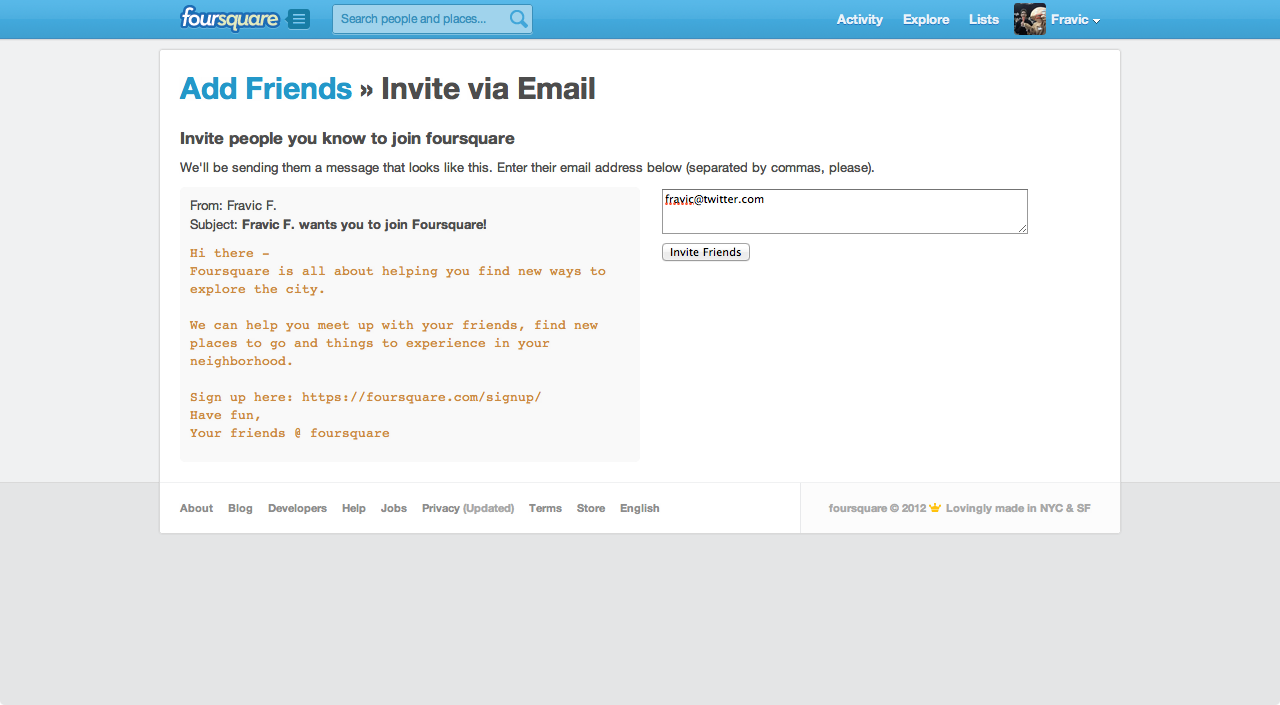 foursquare
Search people and places...
Activity Explore Lists Fravic
Add Friends » Invite via Email
Invite people you know to join foursquare
We'll be sending them a message that looks like this. Enter their email address below (separated by commas, please).
From: Fravic F.
Subject: Fravic F. wants you to join Foursquare!
Hi there -
Foursquare is all about helping you find new ways to
explore the city.
We can help you meet up with your friends, find new
places to go and things to experience in your
neighborhood.
Sign up here: https://foursquare.com/signup/
Have fun,
Your friends @ foursquare
fravic@twitter.com
Invite Friends
About Blog Developers Help Jobs Privacy (Updated) Terms Store English
foursquare © 2012 Lovingly made in NYC & SF